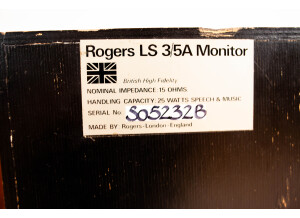 Rogers LS 3/5A Monitor
British High Fidelity
NOMINAL IMPEDANCE: 15 OHMS
HANDLING CAPACITY: 25 WATTS SPEECH & MUSIC
SERIAL No. S05232B
MADE BY: Rogers-London-England